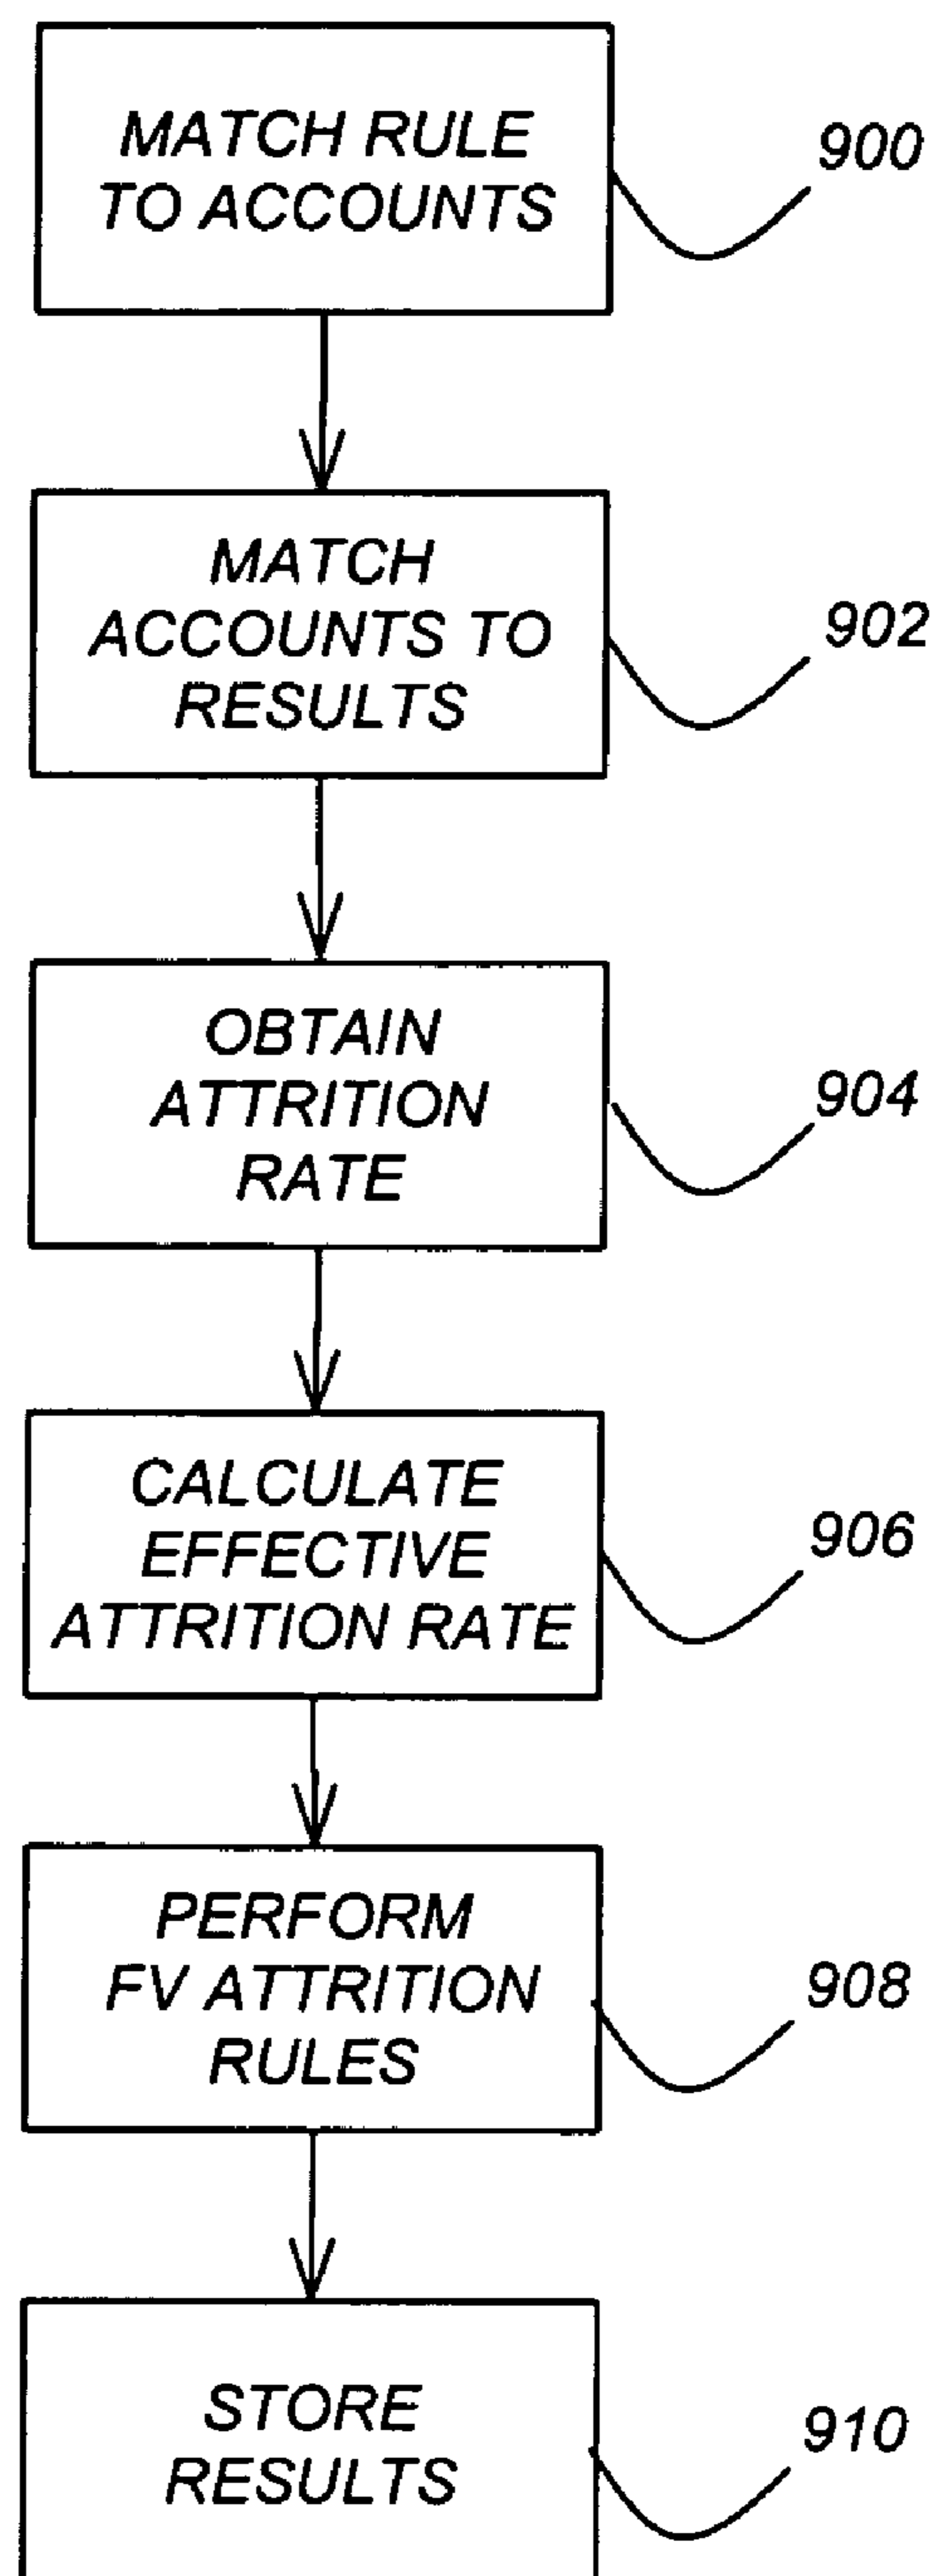 MATCH RULE
TO ACCOUNTS
900
MATCH
ACCOUNTS TO
RESULTS
902
OBTAIN
ATTRITION
RATE
904
CALCULATE
EFFECTIVE
ATTRITION RATE
906
PERFORM
FV ATTRITION
RULES
908
STORE
RESULTS
910